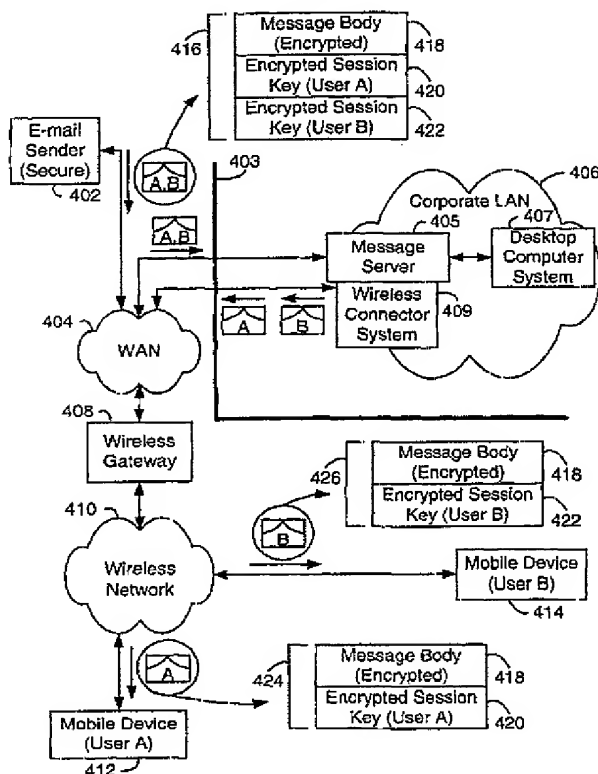 416
Message Body
(Encrypted)
418
Encrypted Session
Key (User A)
420
Encrypted Session
Key (User B)
422
E-mail
Sender
(Secure)
402
A,B
403
A,B
406
Corporate LAN
405
407
Message
Server
Desktop
Computer
System
Wireless
Connector
System
409
A
B
404
WAN
408
Wireless
Gateway
426
Message Body
(Encrypted)
418
Encrypted Session
Key (User B)
422
410
B
Wireless
Network
Mobile Device
(User B)
414
A
424
Message Body
(Encrypted)
418
Encrypted Session
Key (User A)
420
Mobile Device
(User A)
412